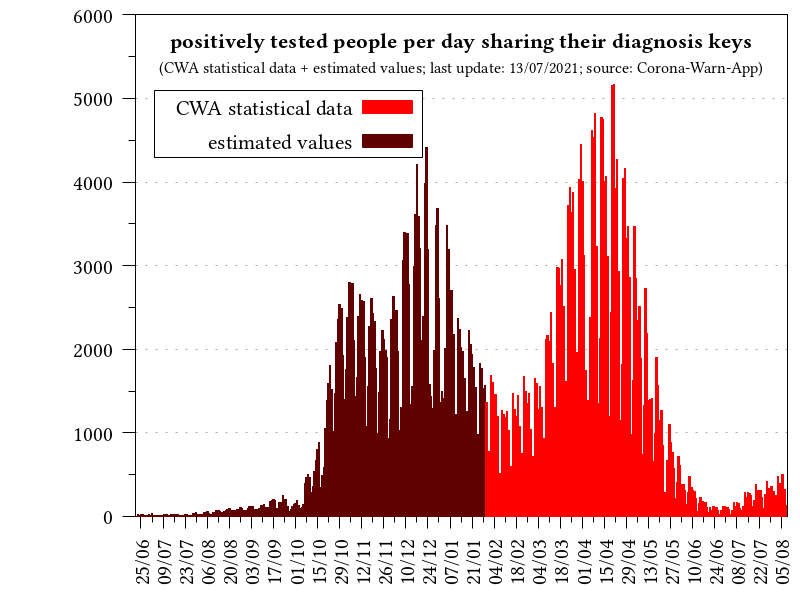 positively tested people per day sharing their diagnosis keys
(CWA statistical data + estimated values; last update: 13/07/2021; source: Corona-Warn-App)
CWA statistical data
estimated values
6000
5000
4000
3000
2000
1000
0
25/06 09/07 23/07 06/08 20/08 03/09 17/09 01/10 15/10 29/10 12/11 26/11 10/12 24/12 07/01 21/01 04/02 18/02 04/03 18/03 01/04 15/04 29/04 13/05 27/05 10/06 24/06 08/07 22/07 05/08